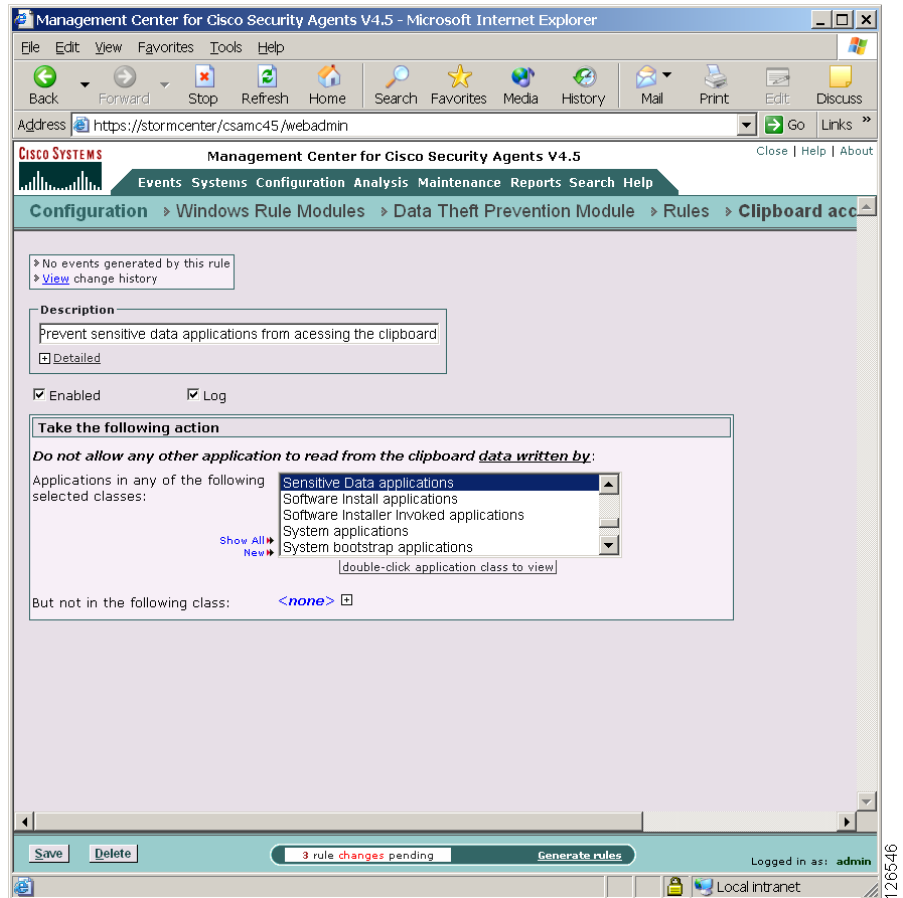 Management Center for Cisco Security Agents V4.5 - Microsoft Internet Explorer
File Edit View Favorites Tools Help
Back Forward Stop Refresh Home Search Favorites Media History Mail Print Edit Discuss
Address https://stormcenter/csamc45/webadmin Go Links »
CISCO SYSTEMS Management Center for Cisco Security Agents V4.5 Close | Help | About
Events Systems Configuration Analysis Maintenance Reports Search Help
Configuration > Windows Rule Modules > Data Theft Prevention Module > Rules > Clipboard acc
No events generated by this rule
View change history
Description
Prevent sensitive data applications from acessing the clipboard
+ Detailed
Enabled Log
Take the following action
Do not allow any other application to read from the clipboard data written by:
Applications in any of the following
selected classes:
Sensitive Data applications
Software Install applications
Software Installer Invoked applications
System applications
System bootstrap applications
Show All
New
double-click application class to view
But not in the following class: <none> +
Save Delete 3 rule changes pending Generate rules Logged in as: admin
Local intranet
126546